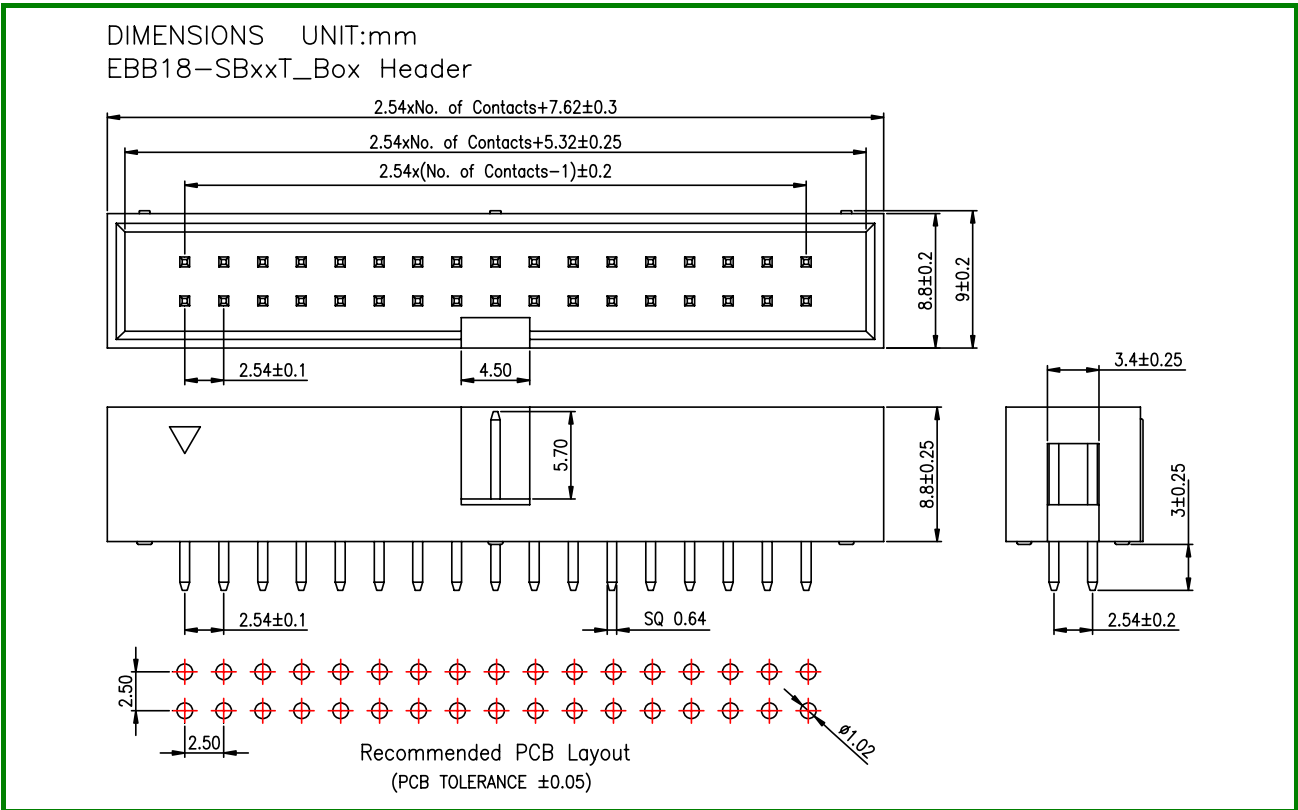 DIMENSIONS UNIT:mm
EBB18-SBxxT_Box Header
2.54xNo. of Contacts+7.62±0.3
2.54xNo. of Contacts+5.32±0.25
2.54x(No. of Contacts-1)±0.2
8.8±0.2
9±0.2
2.54±0.1
4.50
3.4±0.25
5.70
8.8±0.25
3±0.25
2.54±0.1
SQ 0.64
2.54±0.2
2.50
2.50
ø1.02
Recommended PCB Layout
(PCB TOLERANCE ±0.05)